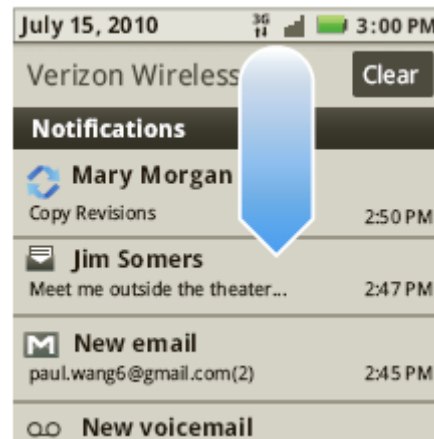 July 15, 2010 3G 3:00 PM
Verizon Wireless Clear
Notifications
Mary Morgan
Copy Revisions 2:50 PM
Jim Somers
Meet me outside the theater... 2:47 PM
New email
paul.wang6@gmail.com(2) 2:45 PM
New voicemail